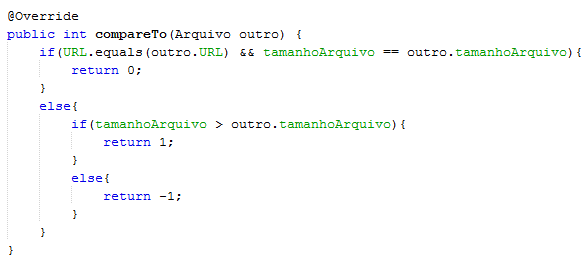 @Override
public int compareTo(Arquivo outro) {
    if(URL.equals(outro.URL) && tamanhoArquivo == outro.tamanhoArquivo){
        return 0;
    }
    else{
        if(tamanhoArquivo > outro.tamanhoArquivo){
            return 1;
        }
        else{
            return -1;
        }
    }
}